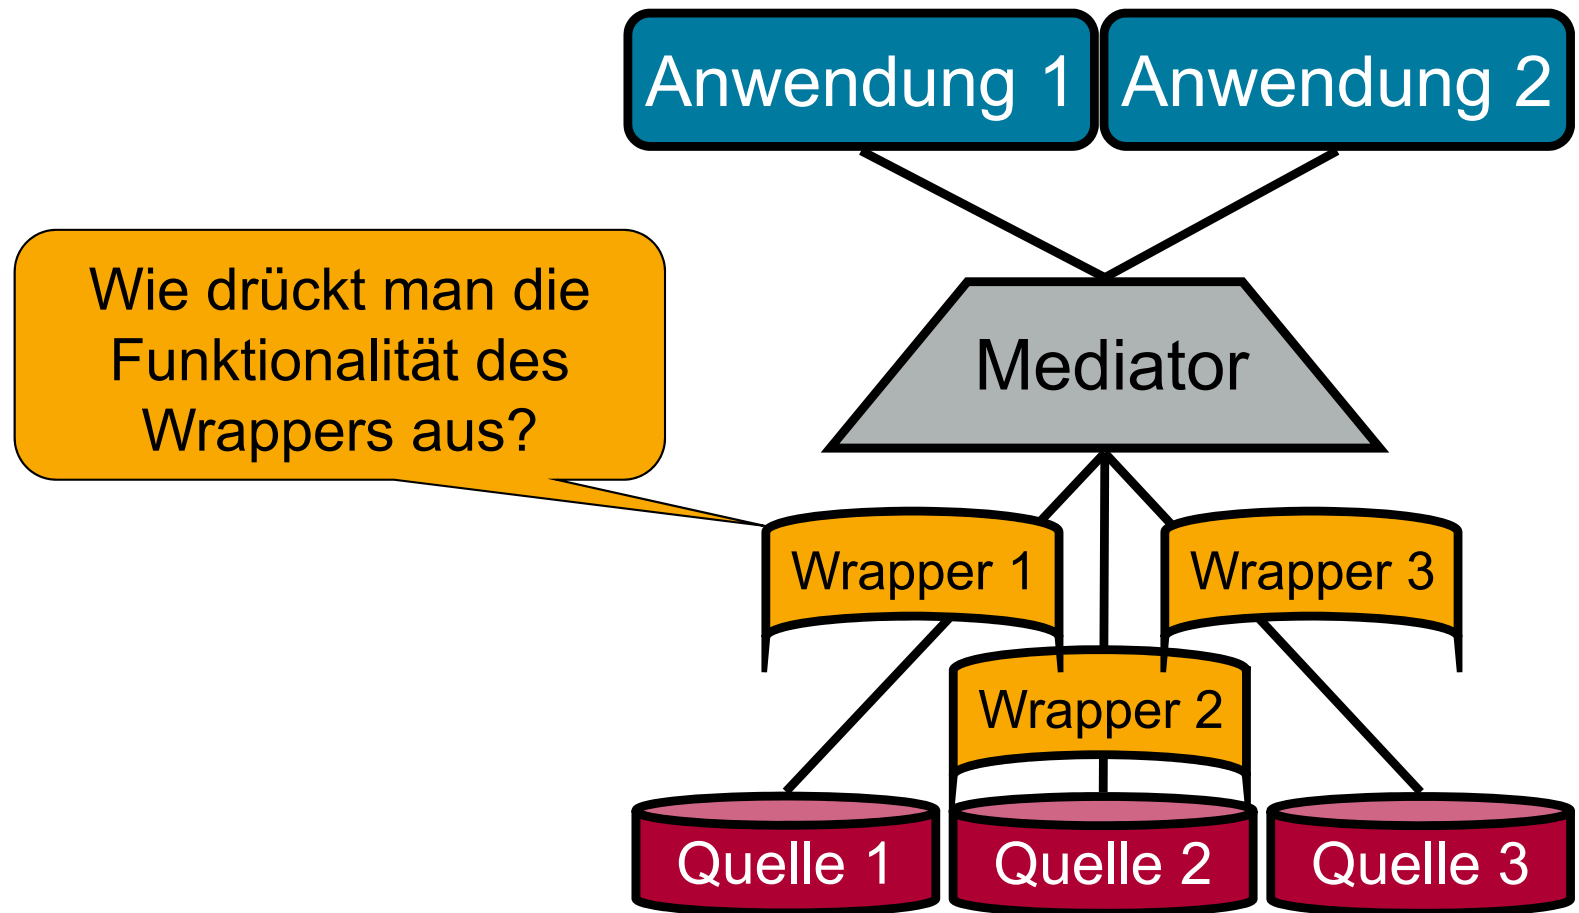 Anwendung 1
Anwendung 2
Wie drückt man die
Funktionalität des
Wrappers aus?
Mediator
Wrapper 1
Wrapper 3
Wrapper 2
Quelle 1
Quelle 2
Quelle 3